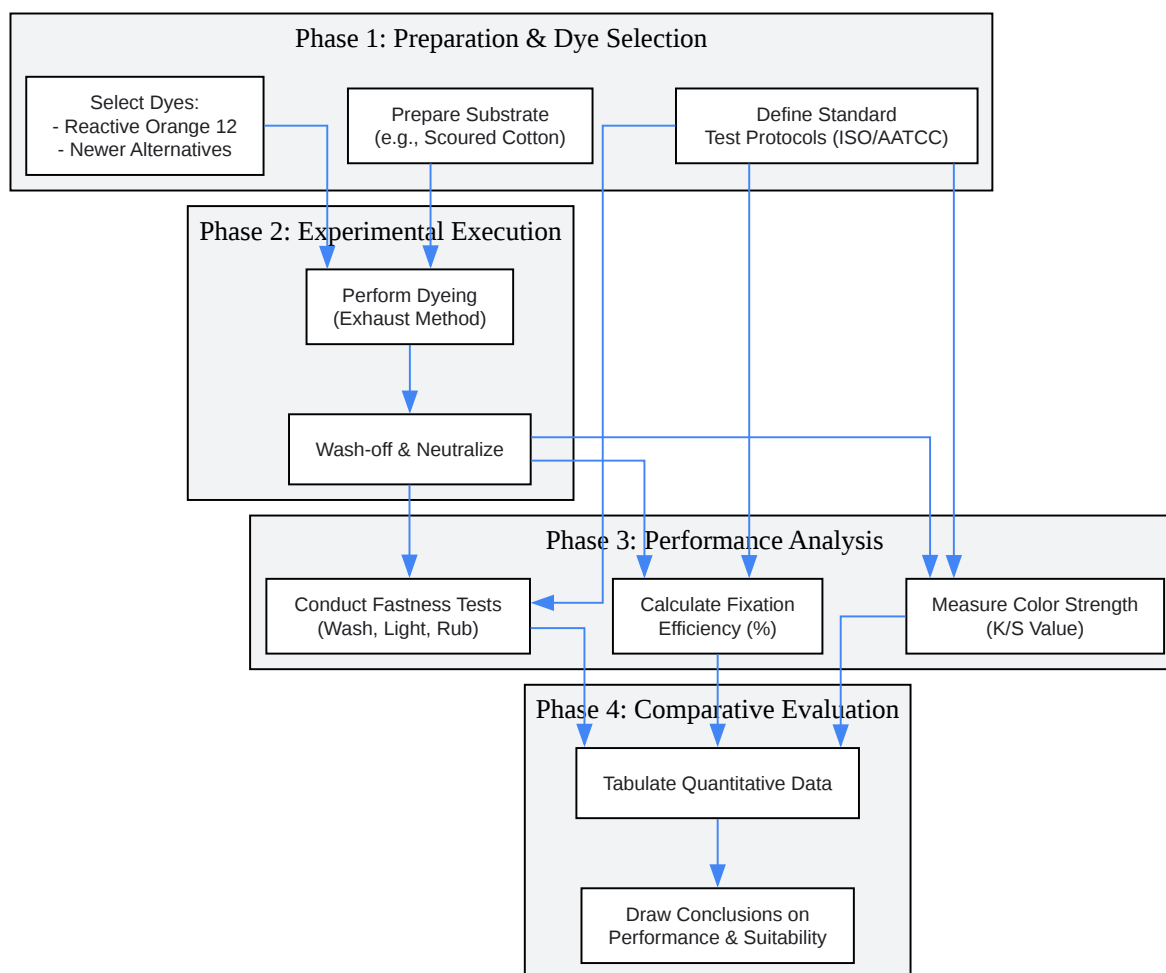 Phase 1: Preparation & Dye Selection
Select Dyes:
- Reactive Orange 12
- Newer Alternatives
Prepare Substrate
(e.g., Scoured Cotton)
Define Standard
Test Protocols (ISO/AATCC)
Phase 2: Experimental Execution
Perform Dyeing
(Exhaust Method)
Wash-off & Neutralize
Phase 3: Performance Analysis
Conduct Fastness Tests
(Wash, Light, Rub)
Calculate Fixation
Efficiency (%)
Measure Color Strength
(K/S Value)
Phase 4: Comparative Evaluation
Tabulate Quantitative Data
Draw Conclusions on
Performance & Suitability